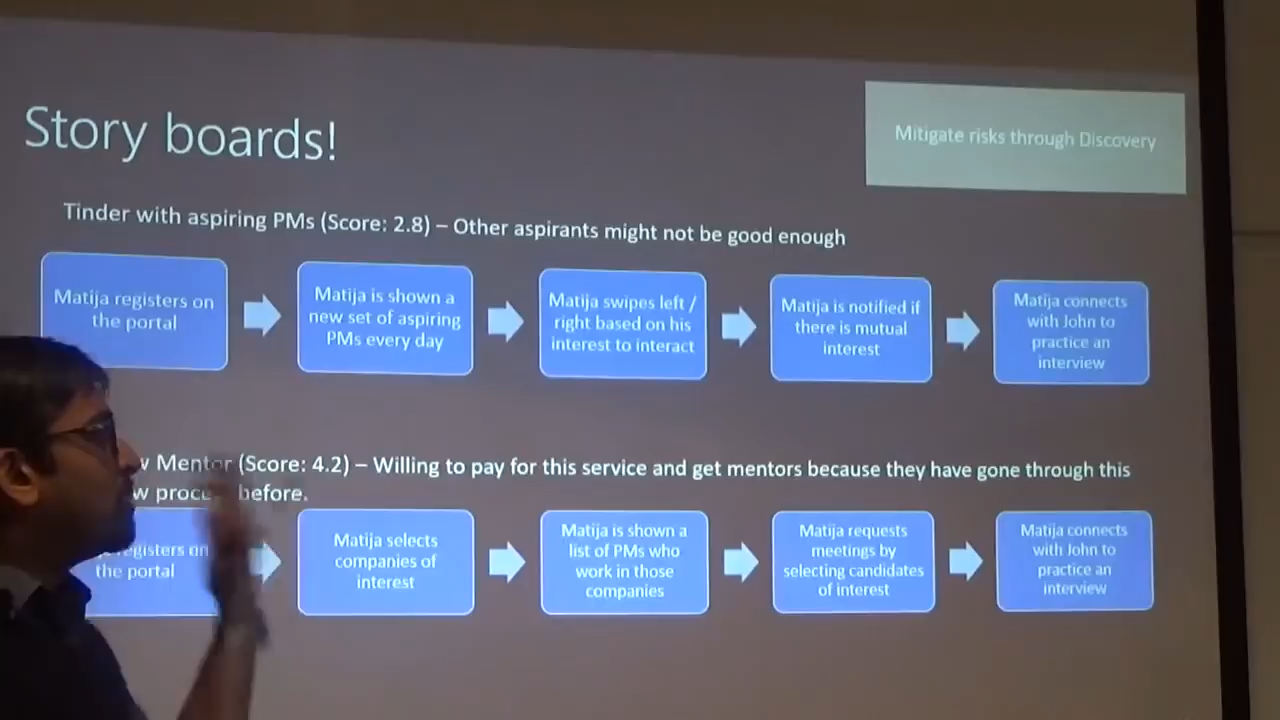 Story boards!
Mitigate risks through Discovery
Tinder with aspiring PMs (Score: 2.8) – Other aspirants might not be good enough
Matija registers on
the portal
Matija is shown a
new set of aspiring
PMs every day
Matija swipes left /
right based on his
interest to interact
Matija is notified if
there is mutual
interest
Matija connects
with John to
practice an
interview
Mentor (Score: 4.2) – Willing to pay for this service and get mentors because they have gone through this
before.
registers on
the portal
Matija selects
companies of
interest
Matija is shown a
list of PMs who
work in those
companies
Matija requests
meetings by
selecting candidates
of interest
Matija connects
with John to
practice an
interview